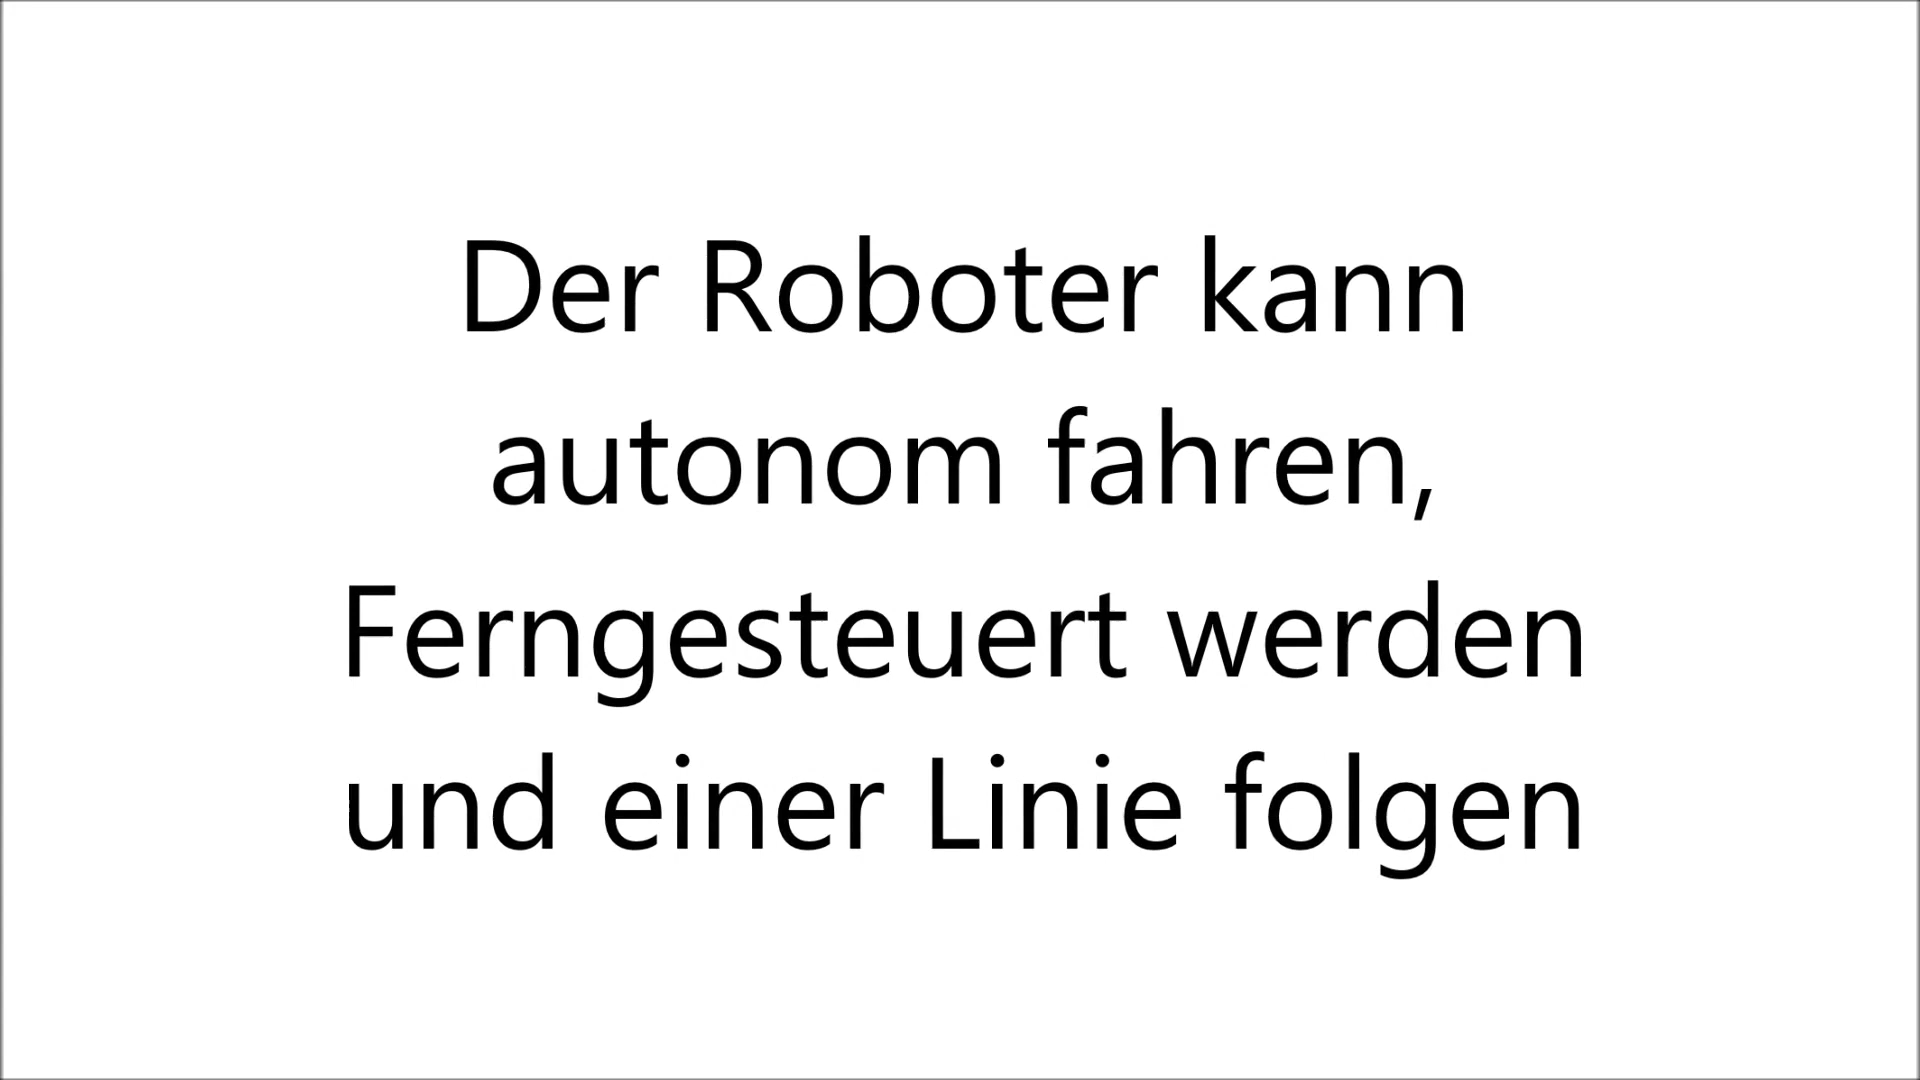 Der Roboter kann
autonom fahren,
Ferngesteuert werden
und einer Linie folgen